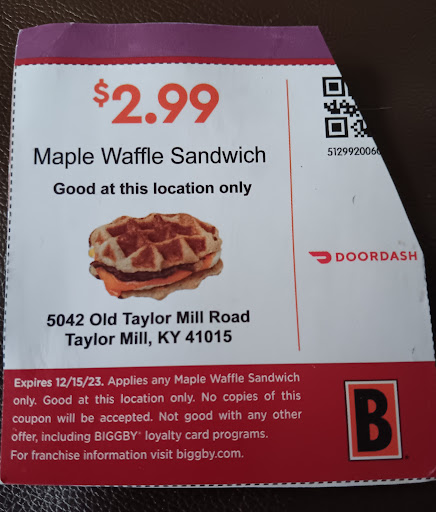 $2.99
Maple Waffle Sandwich
Good at this location only
5042 Old Taylor Mill Road
Taylor Mill, KY 41015
5129920060
DOORDASH
Expires 12/15/23. Applies any Maple Waffle Sandwich
only. Good at this location only. No copies of this
coupon will be accepted. Not good with any other
offer, including BIGGBY® loyalty card programs.
For franchise information visit biggby.com.
B